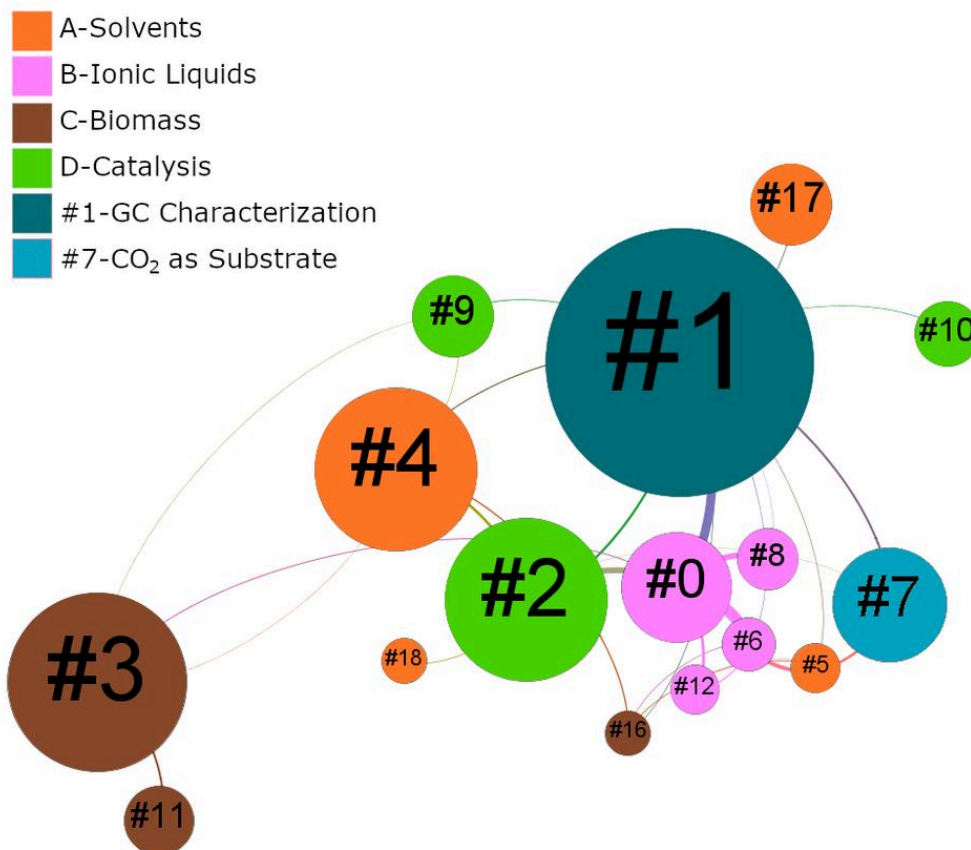 A-Solvents
B-Ionic Liquids
C-Biomass
D-Catalysis
#1-GC Characterization
#7-CO₂ as Substrate
#17
#9
#1
#10
#4
#8
#0
#2
#7
#6
#3
#18
#5
#12
#16
#11